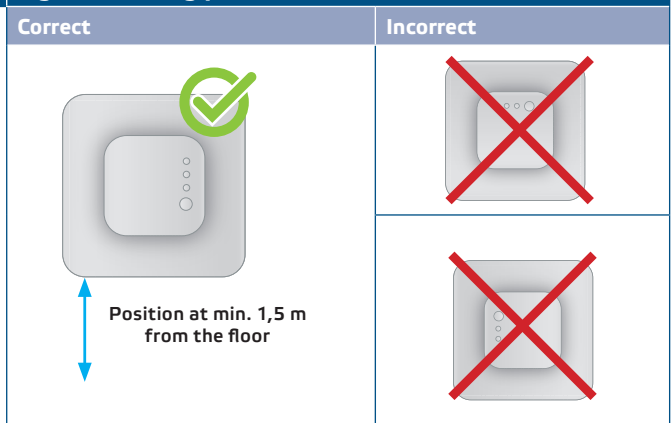 Correct
Incorrect
Position at min. 1,5 m
from the floor